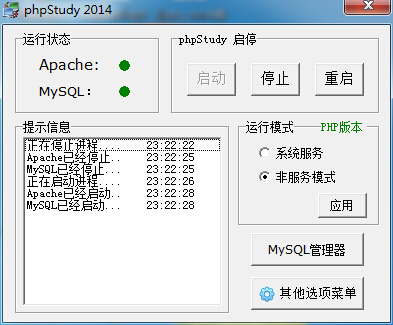 phpStudy 2014
运行状态
Apache:
MySQL:
phpStudy 启停
启动 停止 重启
提示信息
正在停止进程.... 23:22:22
Apache已经停止.. 23:22:25
MySQL已经停止... 23:22:25
正在启动进程.... 23:22:26
Apache已经启动.. 23:22:28
MySQL已经启动... 23:22:28
运行模式 PHP版本
系统服务
非服务模式
应用
MySQL管理器
其他选项菜单